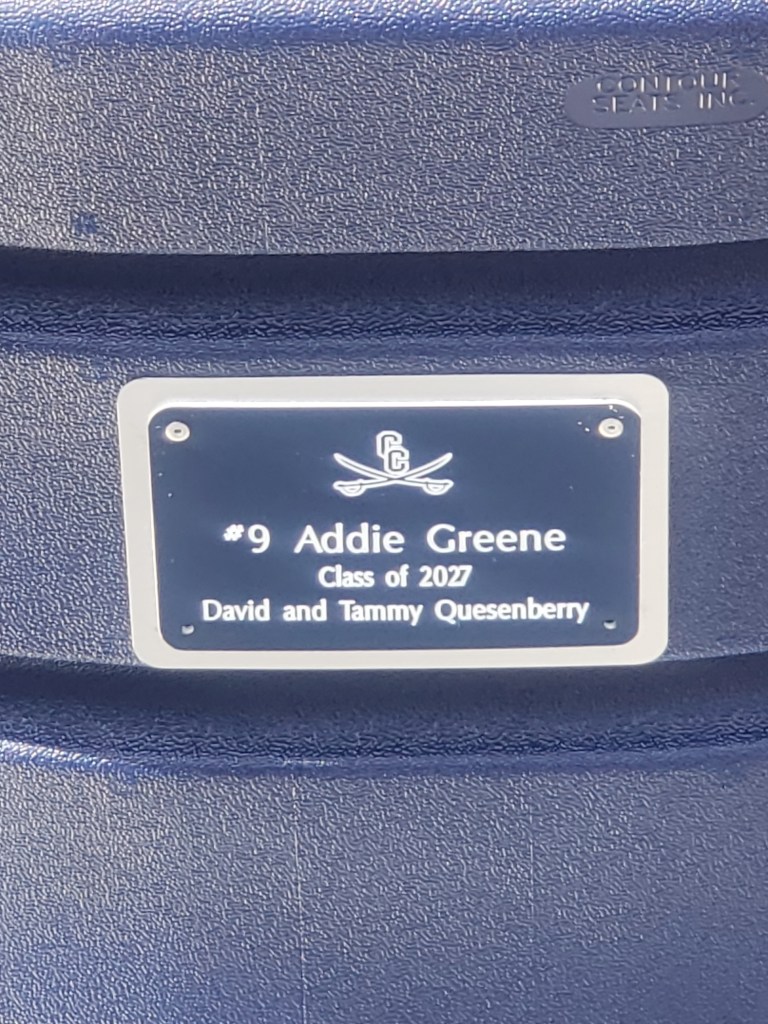 CONTOUR
SEATS INC.
CC
#9 Addie Greene
Class of 2027
David and Tammy Quesenberry